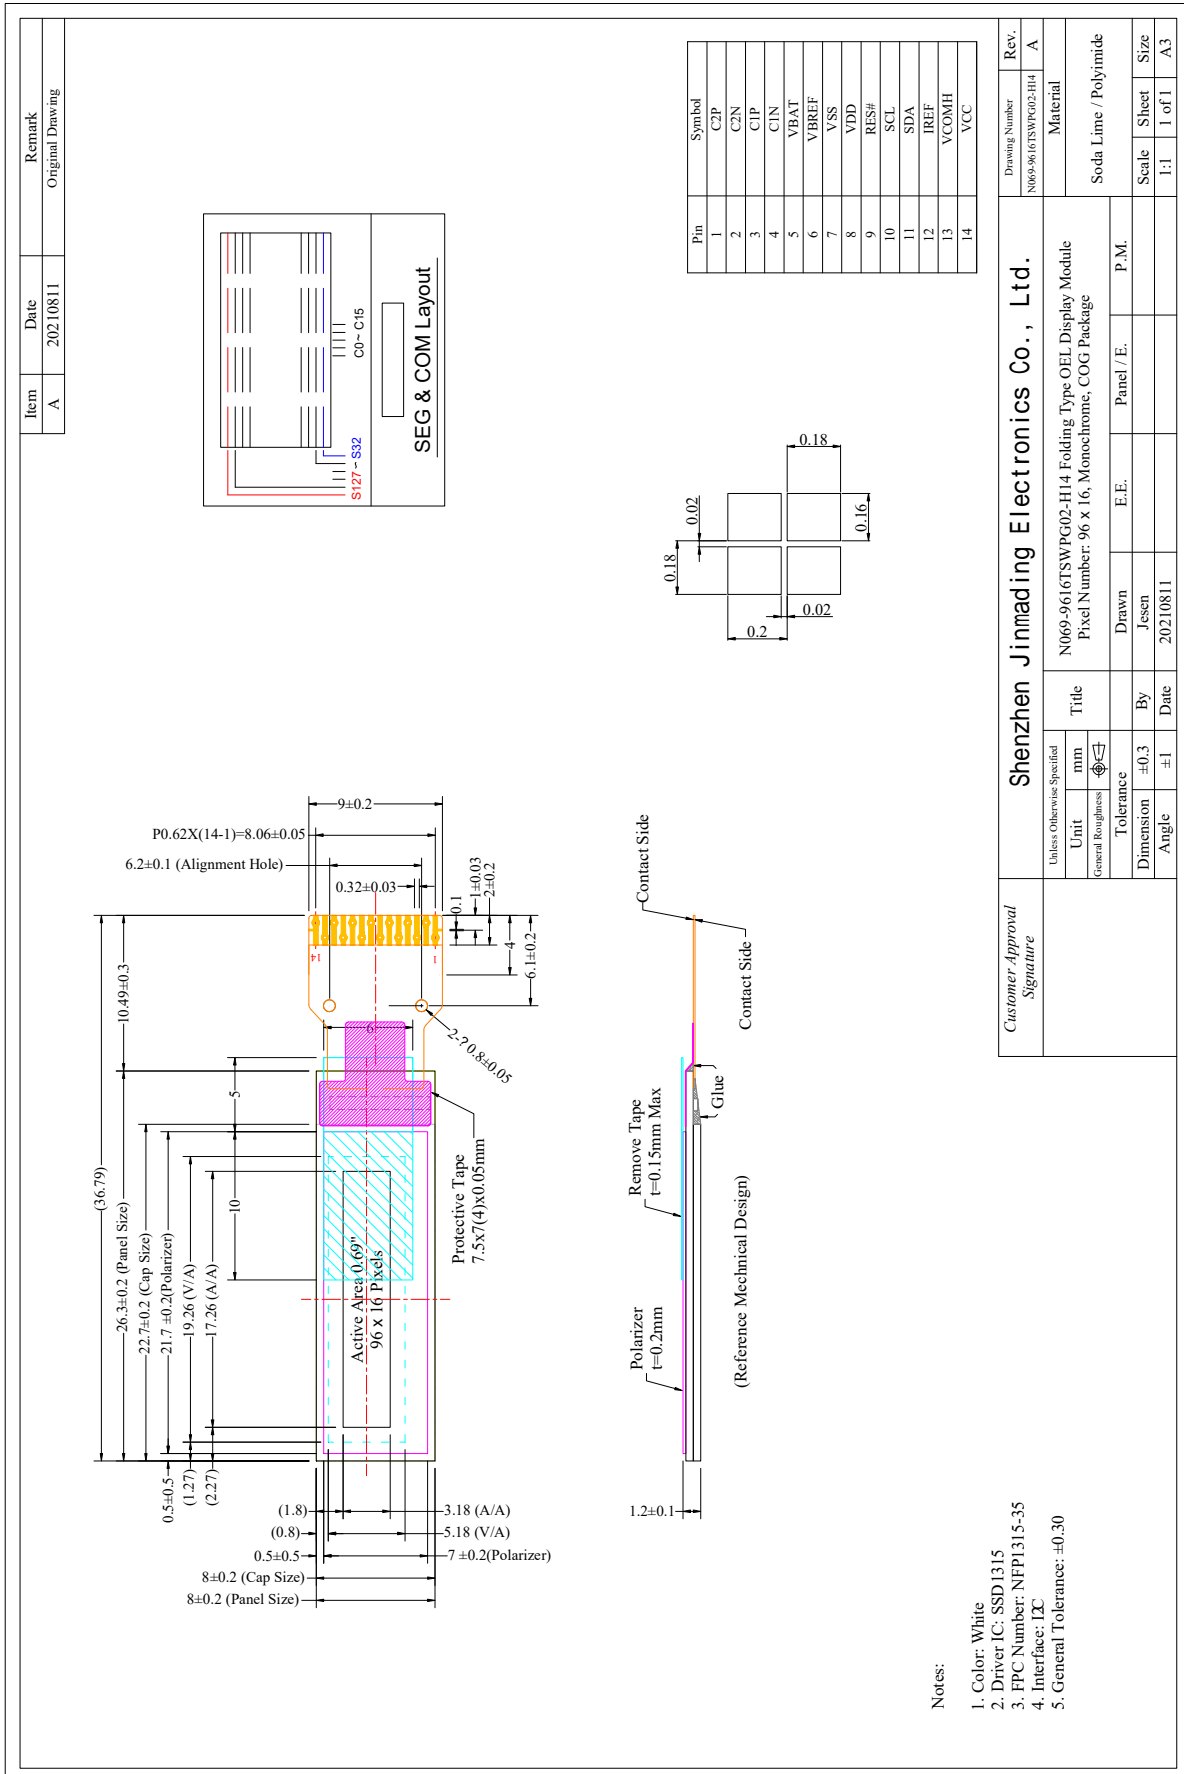 Item Date Remark
A 20210811 Original Drawing
S127 ~ S32
C0~ C15
SEG & COM Layout
Pin Symbol
1 C2P
2 C2N
3 C1P
4 C1N
5 VBAT
6 VBREF
7 VSS
8 VDD
9 RES#
10 SCL
11 SDA
12 IREF
13 VCOMH
14 VCC
(36.79)
26.3±0.2 (Panel Size)
10.49±0.3
22.7±0.2 (Cap Size)
21.7 ±0.2(Polarizer)
19.26 (V/A)
17.26 (A/A)
0.5±0.5
(1.27)
(2.27)
10
5
(1.8)
3.18 (A/A)
(0.8)
5.18 (V/A)
0.5±0.5
7 ±0.2(Polarizer)
8±0.2 (Cap Size)
8±0.2 (Panel Size)
Active Area 0.69"
96 x 16 Pixels
Protective Tape
7.5x7(4)x0.05mm
6
2-?0.8±0.05
9±0.2
P0.62X(14-1)=8.06±0.05
6.2±0.1 (Alignment Hole)
0.32±0.03
0.1
1±0.03
2±0.2
4
6.1±0.2
14
1
0.18
0.02
0.18
0.16
0.02
0.2
1.2±0.1
Polarizer
t=0.2mm
Remove Tape
t=0.15mm Max
Glue
Contact Side
Contact Side
(Reference Mechnical Design)
Notes:
1. Color: White
2. Driver IC: SSD1315
3. FPC Number: NFP1315-35
4. Interface: I2C
5. General Tolerance: ±0.30
Customer Approval
Signature
Shenzhen Jinmading Electronics Co., Ltd.
Drawing Number Rev.
N069-9616TSWPG02-H14 A
Unless Otherwise Specified
Unit mm
General Roughness
Tolerance
Dimension ±0.3
Angle ±1
Title
N069-9616TSWPG02-H14 Folding Type OEL Display Module
Pixel Number: 96 x 16, Monochrome, COG Package
Material
Soda Lime / Polyimide
Drawn E.E. Panel / E. P.M.
By Jesen
Date 20210811
Scale Sheet Size
1:1 1 of 1 A3